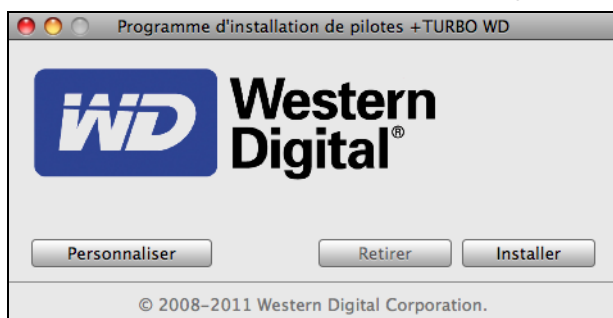 Programme d'installation de pilotes +TURBO WD
WD
Western
Digital®
Personnaliser
Retirer
Installer
© 2008–2011 Western Digital Corporation.